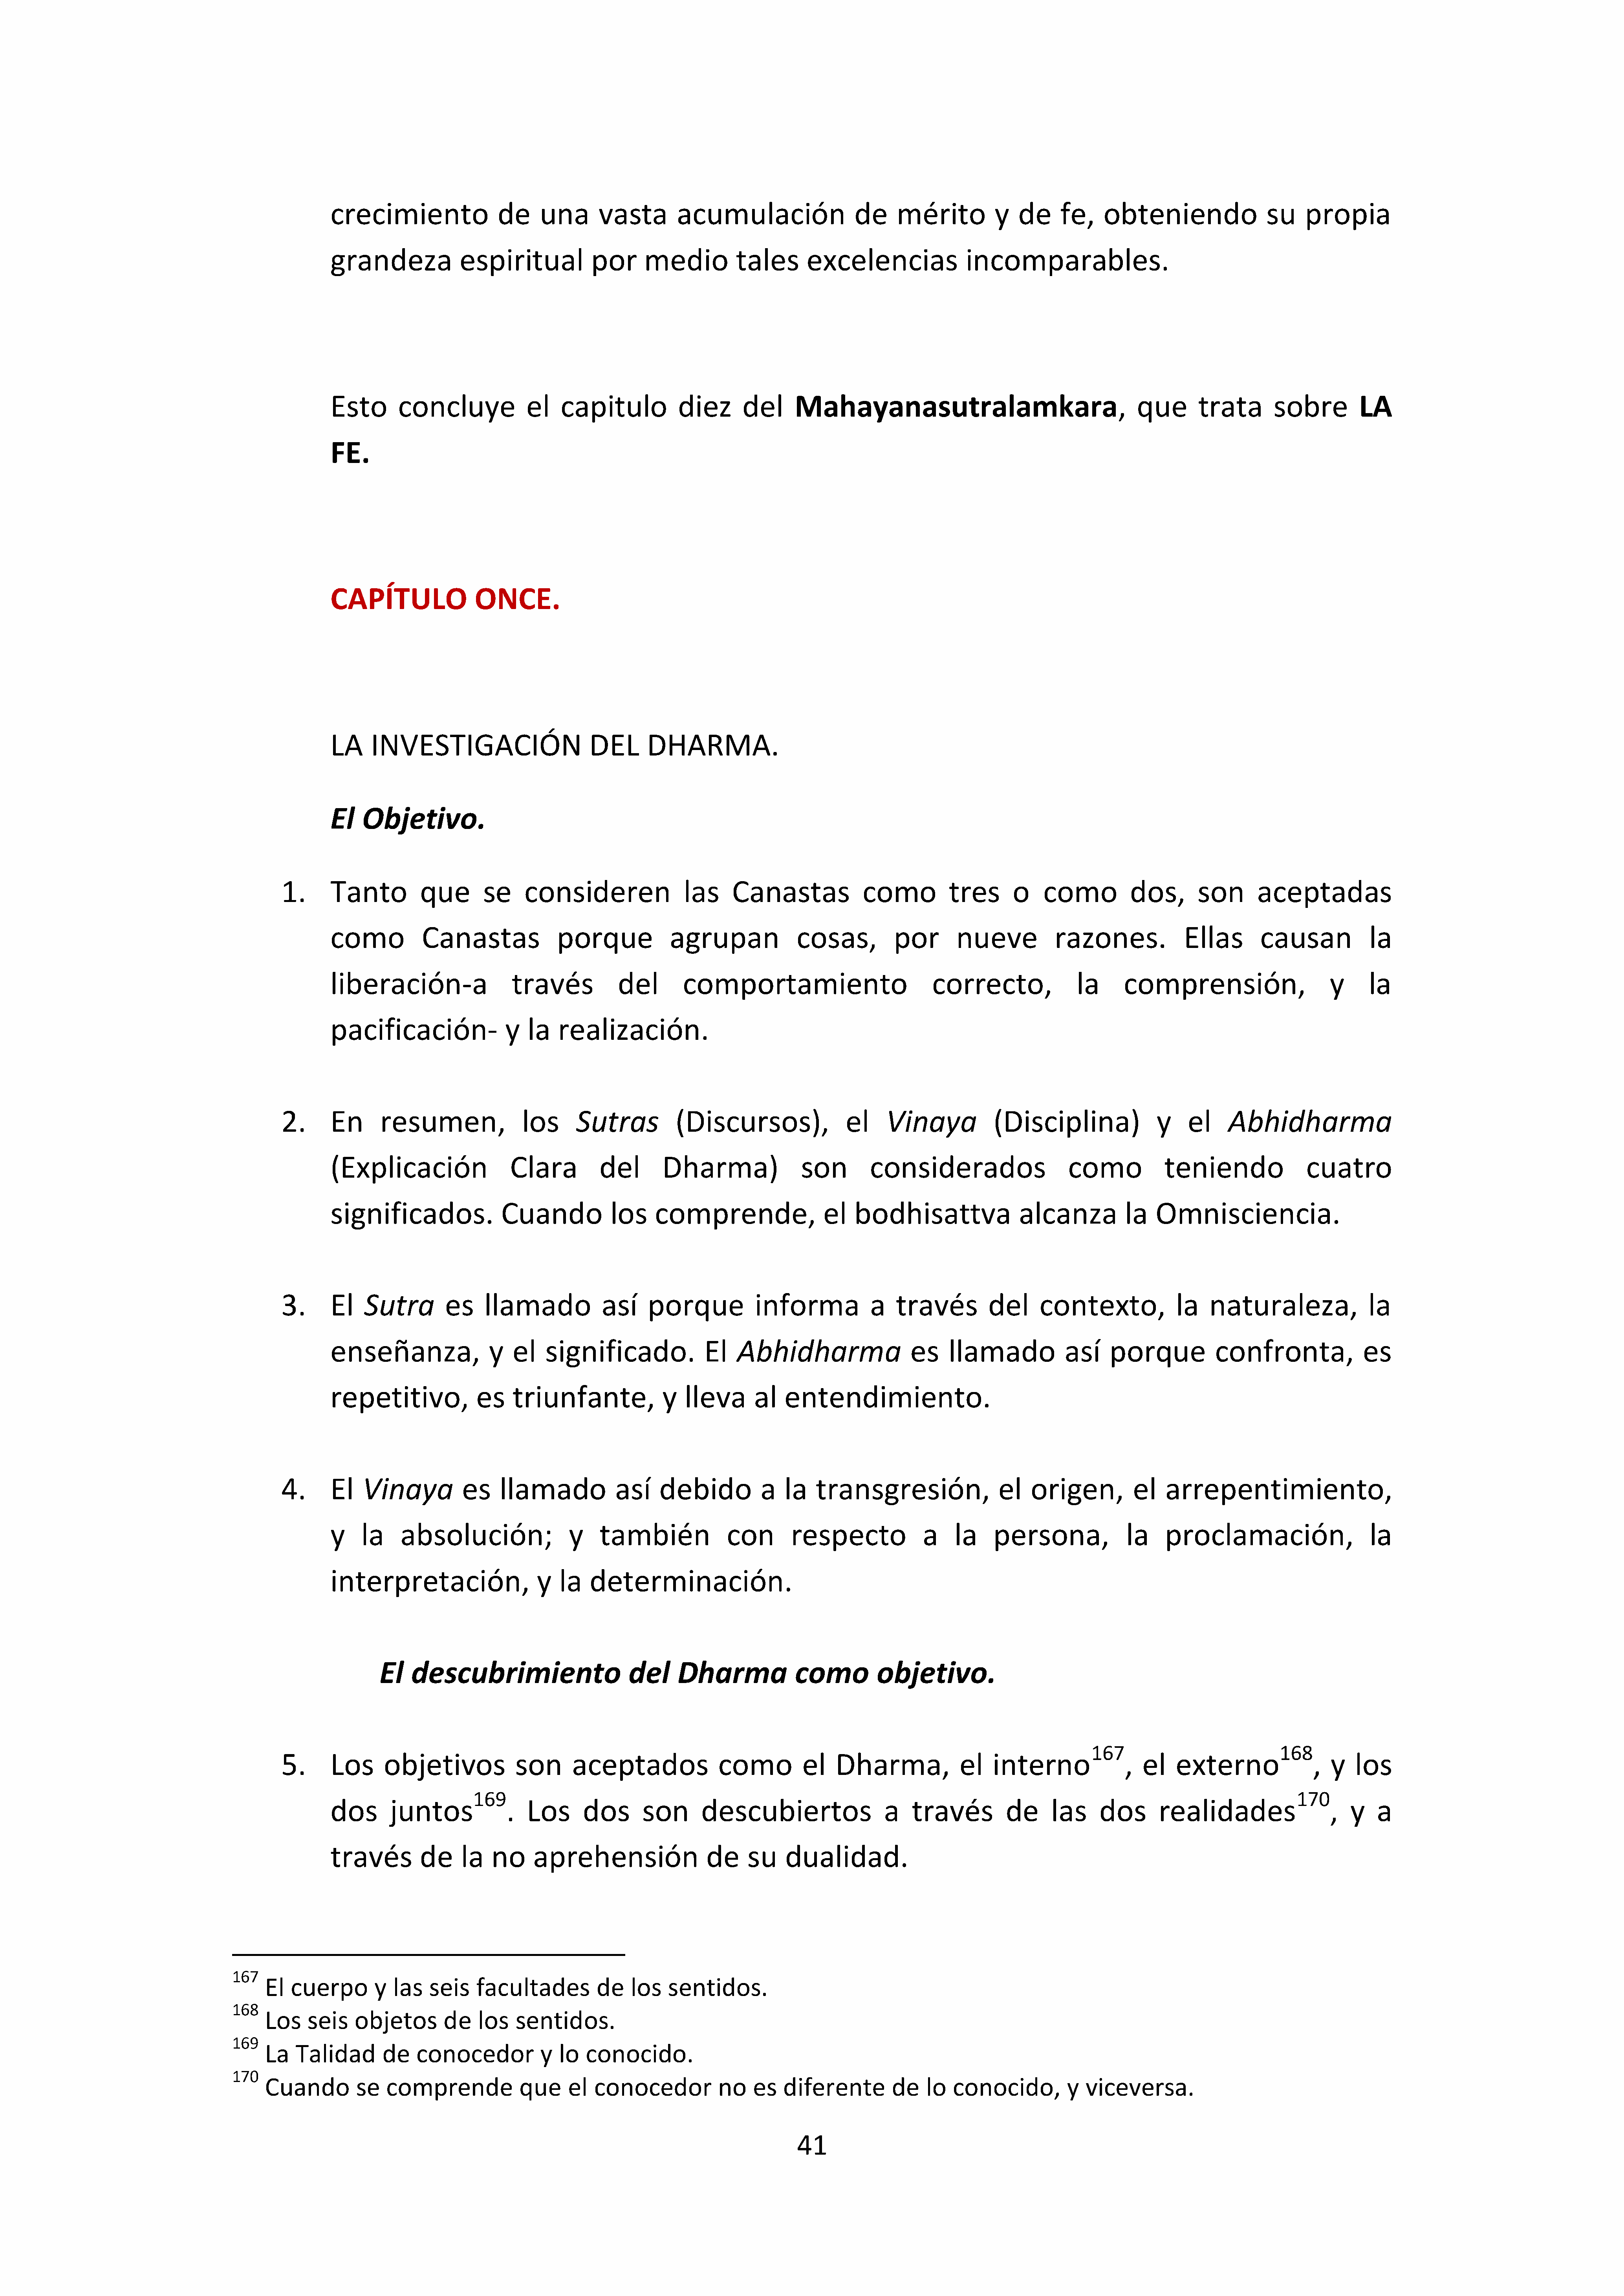 crecimiento de una vasta acumulación de mérito y de fe, obteniendo su propia
grandeza espiritual por medio tales excelencias incomparables.
Esto concluye el capitulo diez del Mahayanasutralamkara, que trata sobre LA
FE.
CAPÍTULO ONCE.
LA INVESTIGACIÓN DEL DHARMA.
El Objetivo.
1. Tanto que se consideren las Canastas como tres o como dos, son aceptadas
como Canastas porque agrupan cosas, por nueve razones. Ellas causan la
liberación-a través del comportamiento correcto, la comprensión, y la
pacificación- y la realización.
2. En resumen, los Sutras (Discursos), el Vinaya (Disciplina) y el Abhidharma
(Explicación Clara del Dharma) son considerados como teniendo cuatro
significados. Cuando los comprende, el bodhisattva alcanza la Omnisciencia.
3. El Sutra es llamado así porque informa a través del contexto, la naturaleza, la
enseñanza, y el significado. El Abhidharma es llamado así porque confronta, es
repetitivo, es triunfante, y lleva al entendimiento.
4. El Vinaya es llamado así debido a la transgresión, el origen, el arrepentimiento,
y la absolución; y también con respecto a la persona, la proclamación, la
interpretación, y la determinación.
El descubrimiento del Dharma como objetivo.
5. Los objetivos son aceptados como el Dharma, el interno167, el externo168, y los
dos juntos169. Los dos son descubiertos a través de las dos realidades170, y a
través de la no aprehensión de su dualidad.
167 El cuerpo y las seis facultades de los sentidos.
168 Los seis objetos de los sentidos.
169 La Talidad de conocedor y lo conocido.
170 Cuando se comprende que el conocedor no es diferente de lo conocido, y viceversa.
41